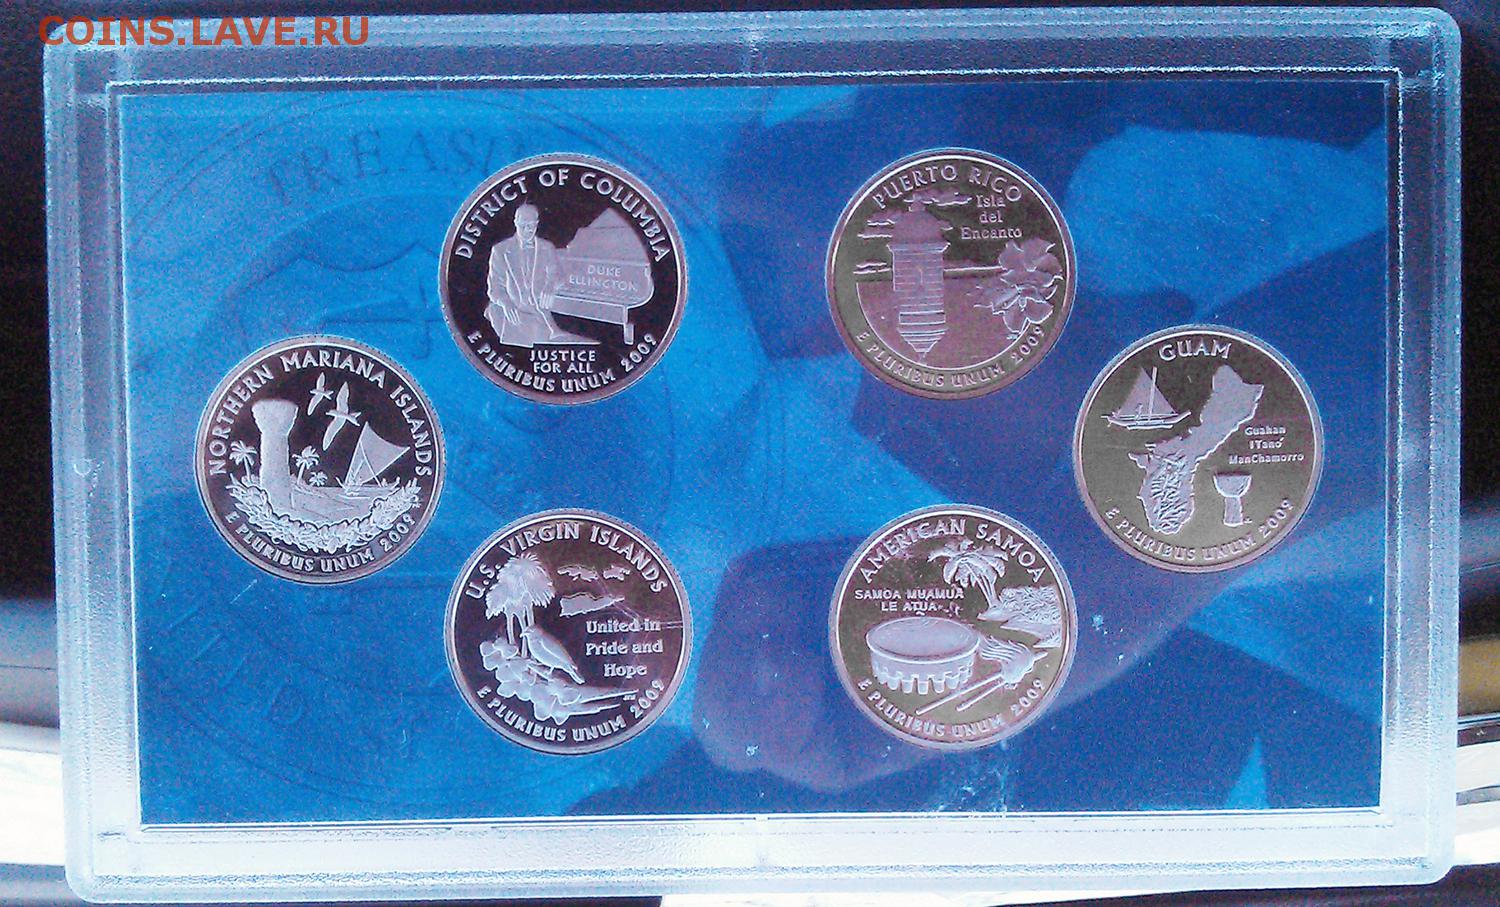 COINS.LAVE.RU
TREASU
DISTRICT OF COLUMBIA
DUKE
ELLINGTON
JUSTICE
FOR ALL
E PLURIBUS UNUM 2009
PUERTO RICO
Isla
del
Encanto
E PLURIBUS UNUM 2009
NORTHERN MARIANA ISLANDS
E PLURIBUS UNUM 2009
GUAM
Guahan
I Tanó
ManChamorro
E PLURIBUS UNUM 2009
U.S. VIRGIN ISLANDS
United in
Pride and
Hope
E PLURIBUS UNUM 2009
AMERICAN SAMOA
SAMOA MUAMUA
LE ATUA
E PLURIBUS UNUM 2009